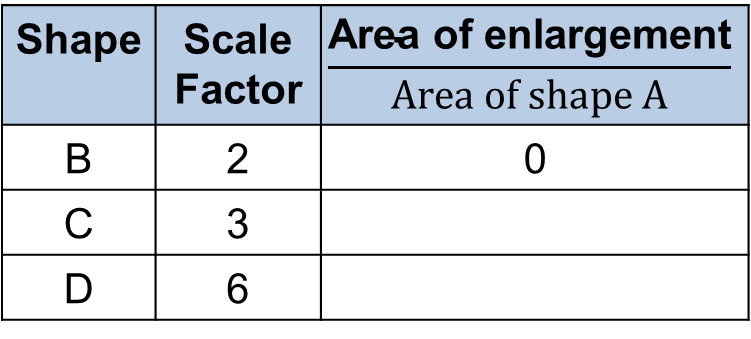 Shape Scale Factor Area of enlargement
Area of shape A
B 2 0
C 3
D 6